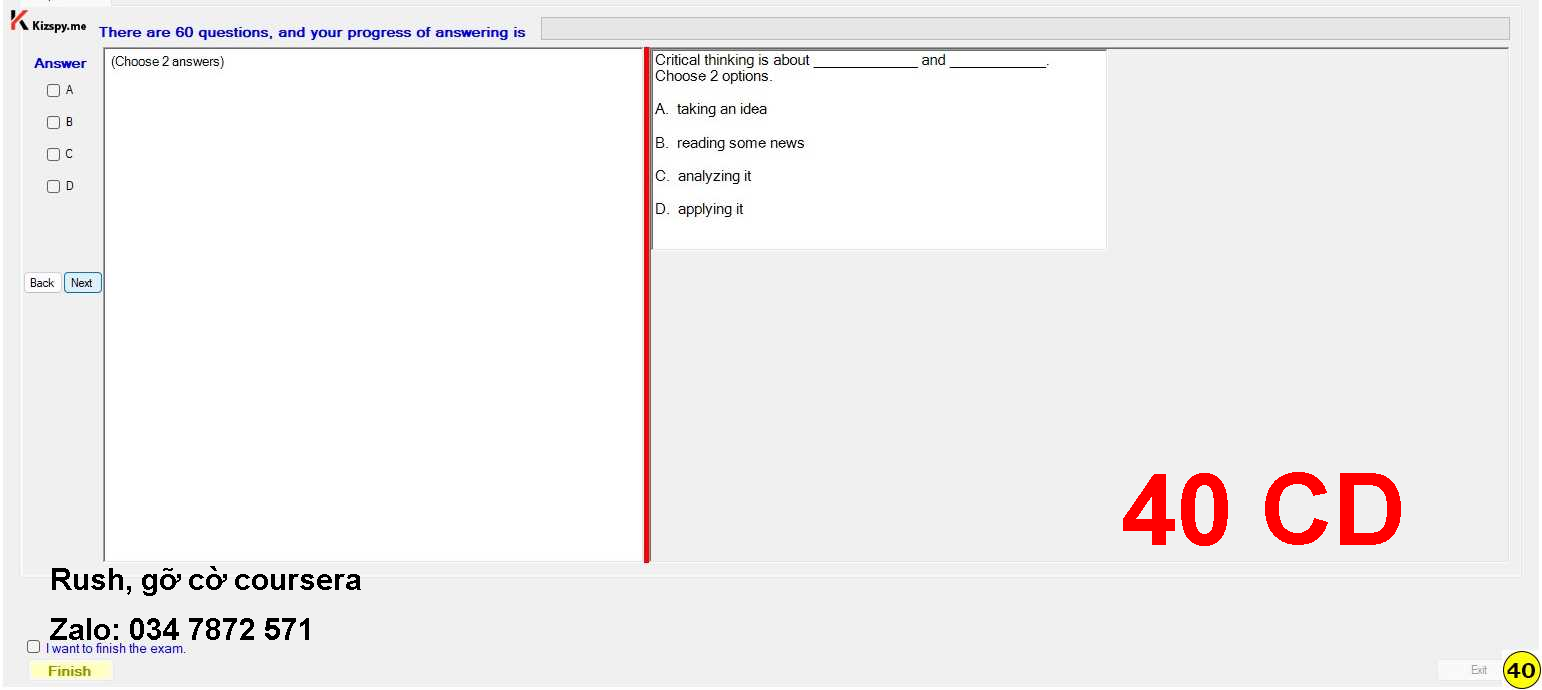 Kizspy.me
There are 60 questions, and your progress of answering is
Answer
A
B
C
D
Back Next
(Choose 2 answers)
Critical thinking is about _____________ and ____________.
Choose 2 options.
A. taking an idea
B. reading some news
C. analyzing it
D. applying it
40 CD
Rush, gỡ cờ coursera
Zalo: 034 7872 571
I want to finish the exam.
Finish
Exit
40